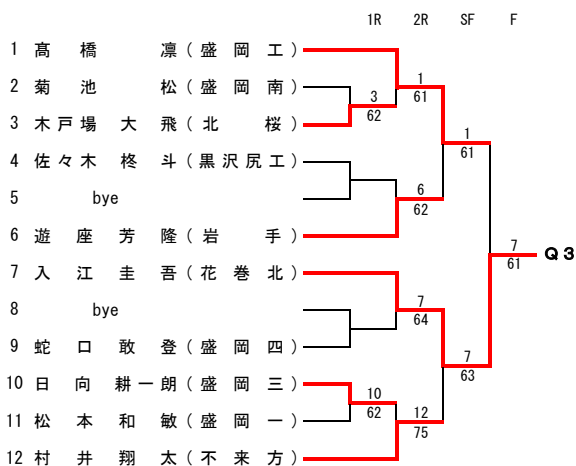 1R 2R SF F
1 髙橋 凛 (盛岡工)
2 菊池 松 (盛岡南)
3 木戸場大飛 (北桜)
4 佐々木柊斗 (黒沢尻工)
5 bye
6 遊座芳隆 (岩手)
7 入江圭吾 (花巻北)
8 bye
9 蛇口敢登 (盛岡四)
10 日向耕一朗 (盛岡三)
11 松本和敏 (盛岡一)
12 村井翔太 (不来方)
3
62
1
61
6
62
1
61
7
61
Q3
7
64
10
62
12
75
7
63